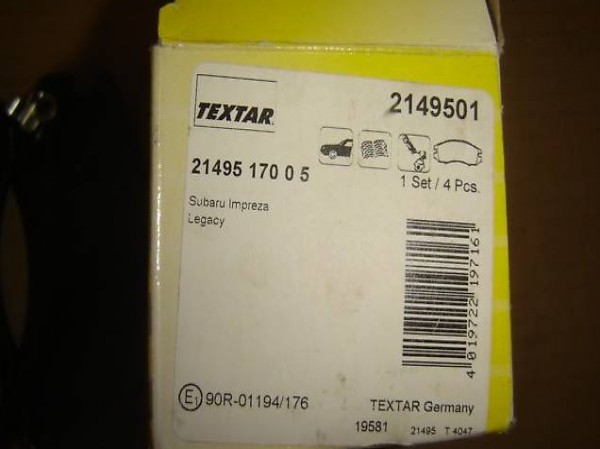 TEXTAR
2149501
21495 170 0 5
1 Set / 4 Pcs.
Subaru Impreza
Legacy
4 019722 197161
E1 90R-01194/176
TEXTAR Germany
19581 21495 T 4047